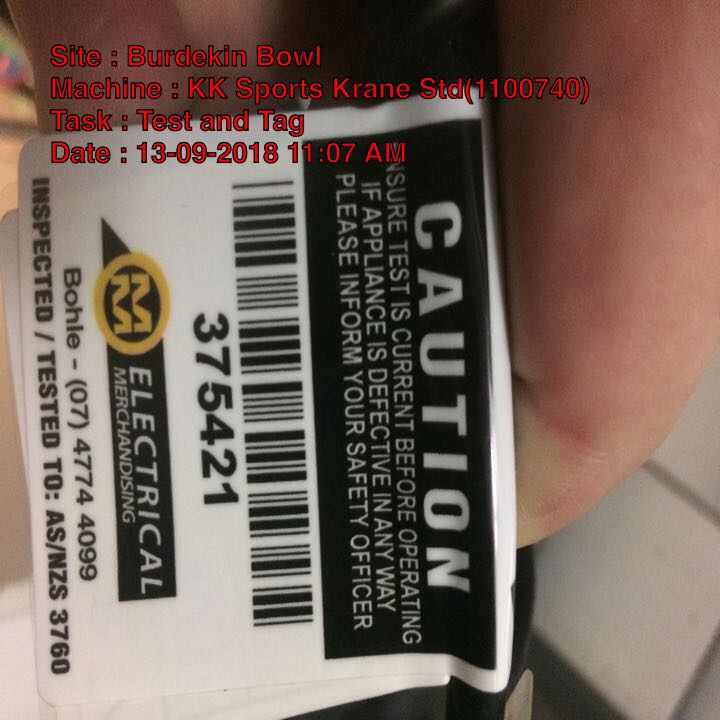 Site : Burdekin Bowl
Machine : KK Sports Krane Std(1100740)
Task : Test and Tag
Date : 13-09-2018 11:07 AM
CAUTION
NSURE TEST IS CURRENT BEFORE OPERATING
IF APPLIANCE IS DEFECTIVE IN ANY WAY
PLEASE INFORM YOUR SAFETY OFFICER
375421
MM ELECTRICAL
MERCHANDISING
Bohle - (07) 4774 4099
INSPECTED / TESTED TO: AS/NZS 3760